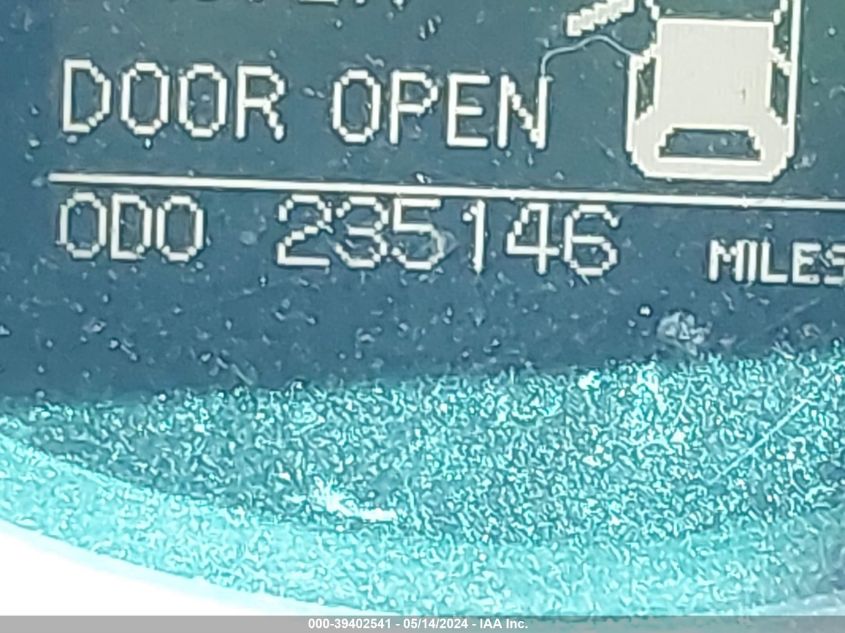 DOOR OPEN
ODO 235146 MILES
000-39402541 - 05/14/2024 - IAA Inc.